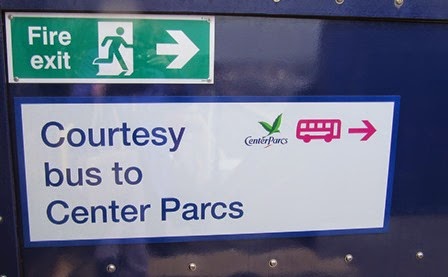 Fire
exit
Courtesy
bus to
Center Parcs
CenterParcs